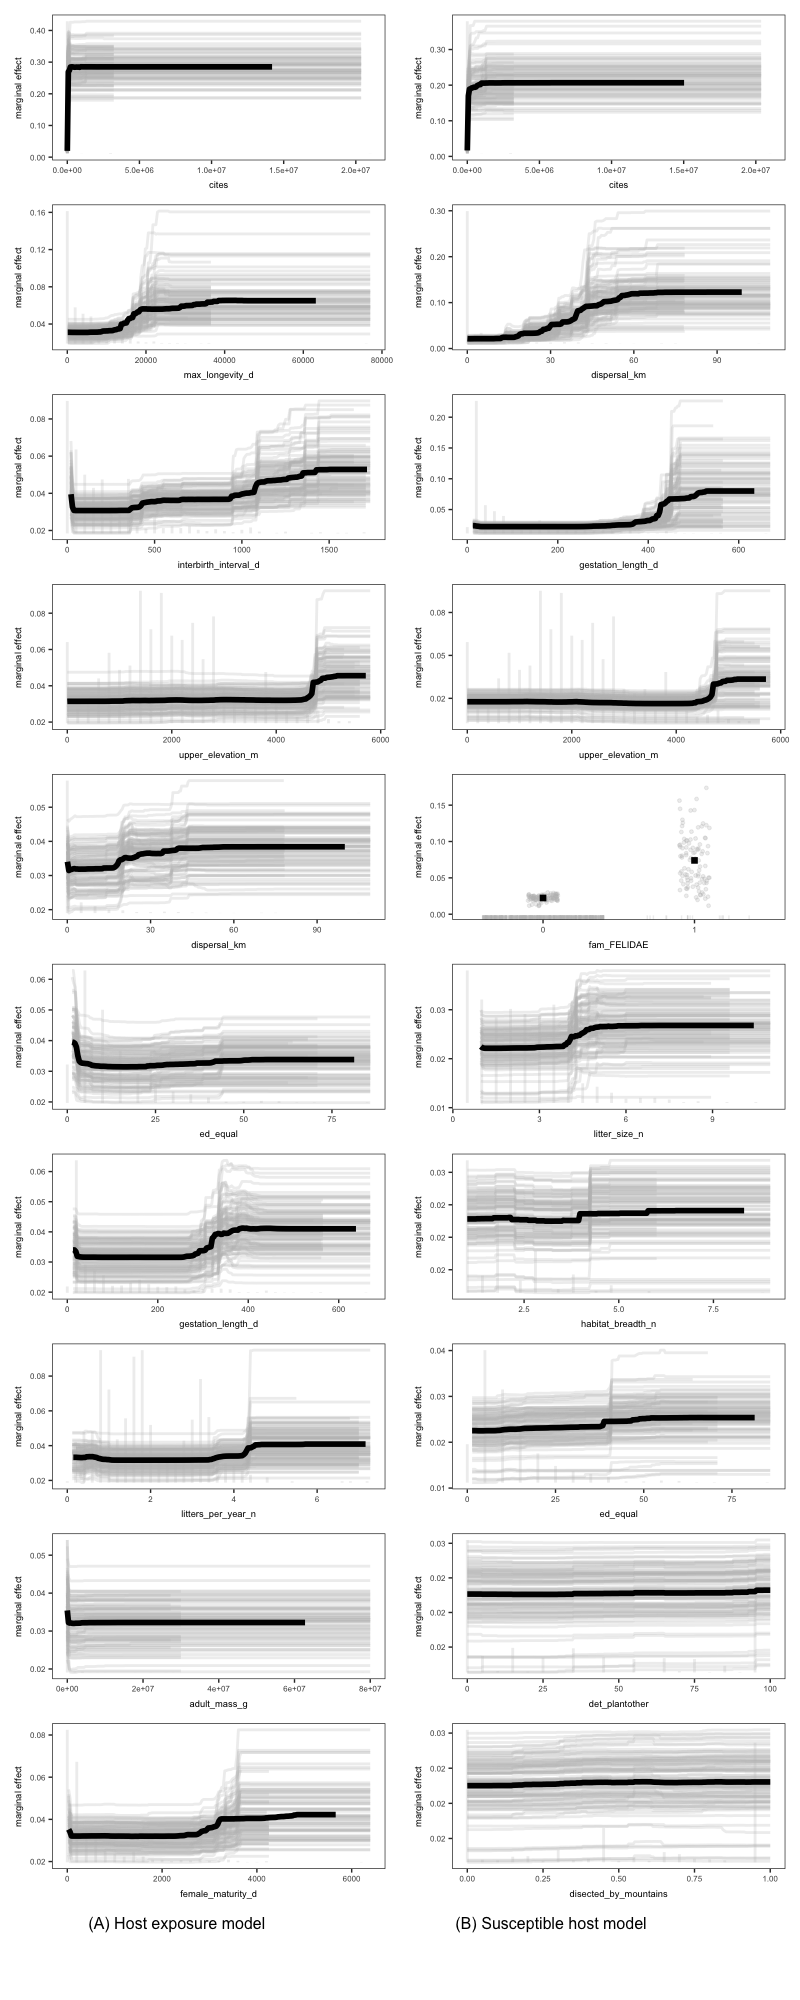 marginal effect
0.40
0.30
0.20
0.10
0.00
0.0e+00 5.0e+06 1.0e+07 1.5e+07 2.0e+07
cites
marginal effect
0.30
0.20
0.10
0.00
0.0e+00 5.0e+06 1.0e+07 1.5e+07 2.0e+07
cites
marginal effect
0.16
0.12
0.08
0.04
0 20000 40000 60000 80000
max_longevity_d
marginal effect
0.30
0.20
0.10
0.00
0 30 60 90
dispersal_km
marginal effect
0.08
0.06
0.04
0.02
0 500 1000 1500
interbirth_interval_d
marginal effect
0.20
0.15
0.10
0.05
0 200 400 600
gestation_length_d
marginal effect
0.08
0.06
0.04
0.02
0 2000 4000 6000
upper_elevation_m
marginal effect
0.08
0.05
0.02
0 2000 4000 6000
upper_elevation_m
marginal effect
0.05
0.04
0.03
0.02
0 30 60 90
dispersal_km
marginal effect
0.15
0.10
0.05
0.00
0 1
fam_FELIDAE
marginal effect
0.06
0.05
0.04
0.03
0.02
0 25 50 75
ed_equal
marginal effect
0.03
0.02
0.01
0 3 6 9
litter_size_n
marginal effect
0.06
0.05
0.04
0.03
0.02
0 200 400 600
gestation_length_d
marginal effect
0.03
0.02
0.02
0.02
2.5 5.0 7.5
habitat_breadth_n
marginal effect
0.08
0.06
0.04
0.02
0 2 4 6
litters_per_year_n
marginal effect
0.04
0.03
0.02
0.01
0 25 50 75
ed_equal
marginal effect
0.05
0.04
0.03
0.02
0e+00 2e+07 4e+07 6e+07 8e+07
adult_mass_g
marginal effect
0.03
0.02
0.02
0.02
0 25 50 75 100
det_plantother
marginal effect
0.08
0.06
0.04
0.02
0 2000 4000 6000
female_maturity_d
marginal effect
0.03
0.02
0.02
0.02
0.00 0.25 0.50 0.75 1.00
disected_by_mountains
(A) Host exposure model
(B) Susceptible host model